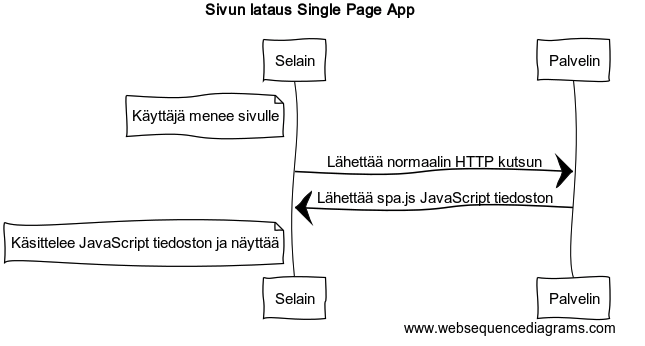 Sivun lataus Single Page App
Selain
Palvelin
Käyttäjä menee sivulle
Lähettää normaalin HTTP kutsun
Lähettää spa.js JavaScript tiedoston
Käsittelee JavaScript tiedoston ja näyttää
Selain
Palvelin
www.websequencediagrams.com